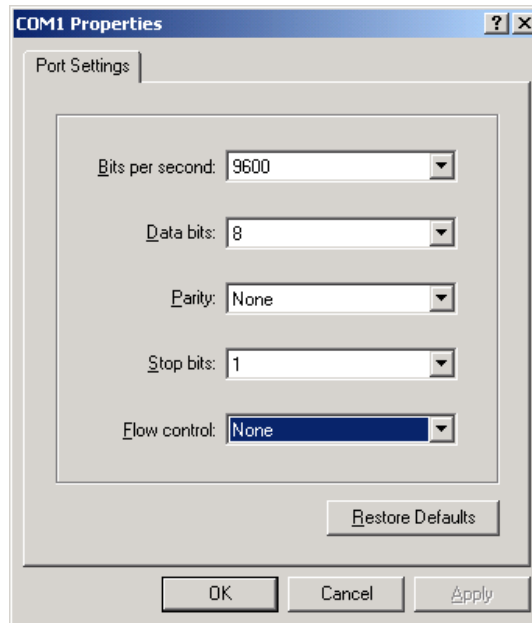 COM1 Properties
Port Settings
Bits per second: 9600
Data bits: 8
Parity: None
Stop bits: 1
Flow control: None
Restore Defaults
OK Cancel Apply